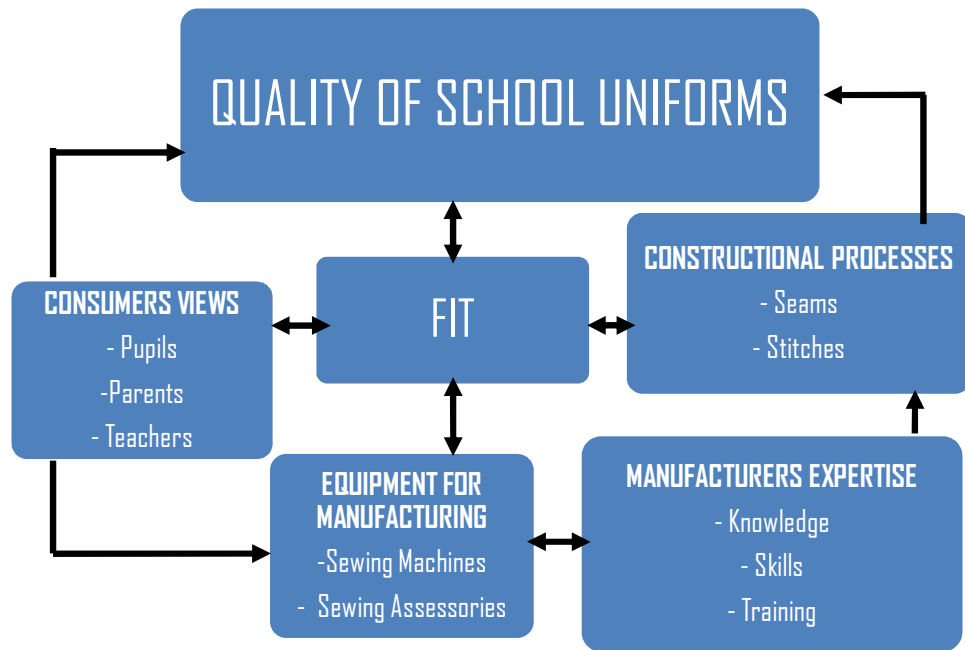 QUALITY OF SCHOOL UNIFORMS
CONSUMERS VIEWS
- Pupils
-Parents
- Teachers
FIT
CONSTRUCTIONAL PROCESSES
- Seams
- Stitches
EQUIPMENT FOR
MANUFACTURING
-Sewing Machines
- Sewing Assessories
MANUFACTURERS EXPERTISE
- Knowledge
- Skills
- Training